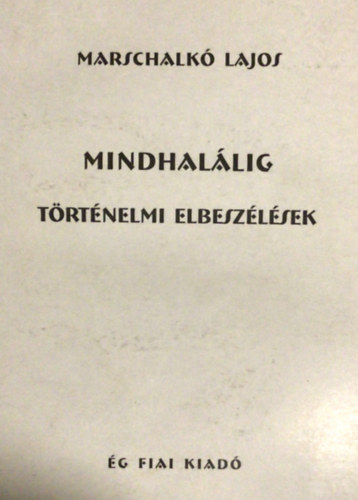 MARSCHALKÓ LAJOS
MINDHALÁLIG
TÖRTÉNELMI ELBESZÉLÉSEK
ÉG FIAI KIADÓ